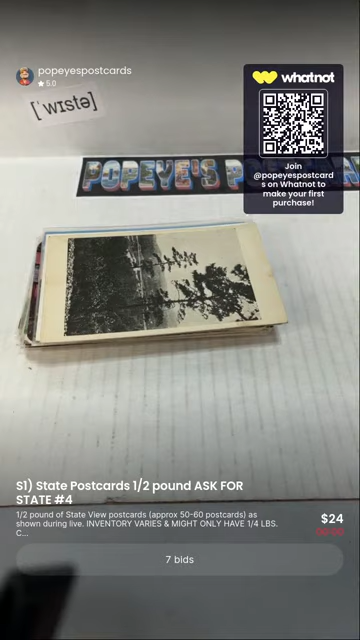 popeyespostcards
★ 5.0
['wɪstə]
whatnot
Join
@popeyespostcard
s on Whatnot to
make your first
purchase!
POPEYE'S P
S1) State Postcards 1/2 pound ASK FOR
STATE #4
1/2 pound of State View postcards (approx 50-60 postcards) as
shown during live. INVENTORY VARIES & MIGHT ONLY HAVE 1/4 LBS.
C...
$24
00:00
7 bids